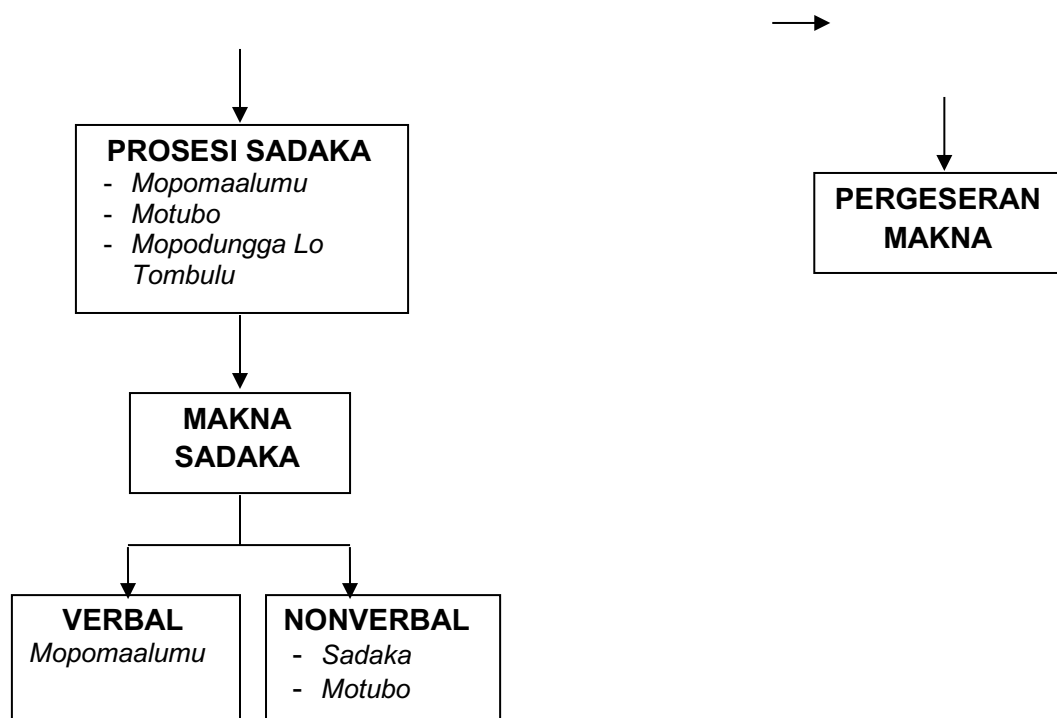 PROSESI SADAKA
- Mopomaalumu
- Motubo
- Mopodungga Lo
Tombulu
PERGESERAN
MAKNA
MAKNA
SADAKA
VERBAL
Mopomaalumu
NONVERBAL
- Sadaka
- Motubo